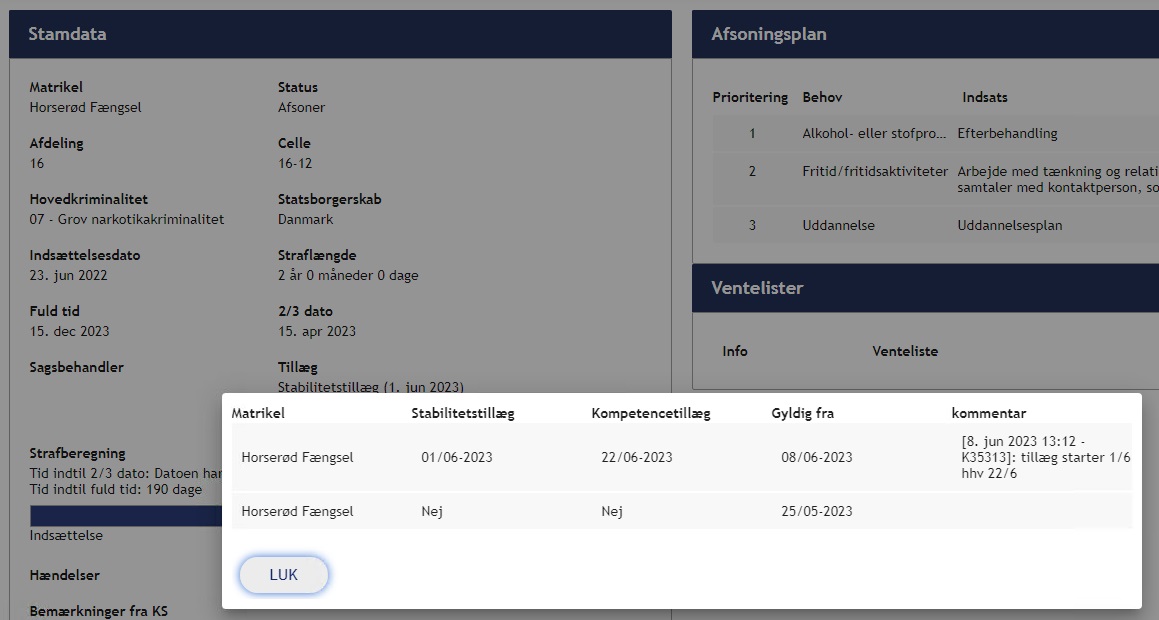 Stamdata
Matrikel Status
Horserød Fængsel Afsoner
Afdeling Celle
16 16-12
Hovedkriminalitet Statsborgerskab
07 - Grov narkotikakriminalitet Danmark
Indsættelsesdato Straflængde
23. jun 2022 2 år 0 måneder 0 dage
Fuld tid 2/3 dato
15. dec 2023 15. apr 2023
Sagsbehandler Tillæg
Stabilitetstillæg (1. jun 2023)
Strafberegning
Tid indtil 2/3 dato: Datoen har
Tid indtil fuld tid: 190 dage
Indsættelse
Hændelser
Bemærkninger fra KS
Afsoningsplan
Prioritering Behov Indsats
1 Alkohol- eller stofpro... Efterbehandling
2 Fritid/fritidsaktiviteter Arbejde med tænkning og relati
samtaler med kontaktperson, so
3 Uddannelse Uddannelsesplan
Ventelister
Info Venteliste
Matrikel Stabilitetstillæg Kompetencetillæg Gyldig fra kommentar
Horserød Fængsel 01/06-2023 22/06-2023 08/06-2023 [8. jun 2023 13:12 -
K35313]: tillæg starter 1/6
hhv 22/6
Horserød Fængsel Nej Nej 25/05-2023
LUK